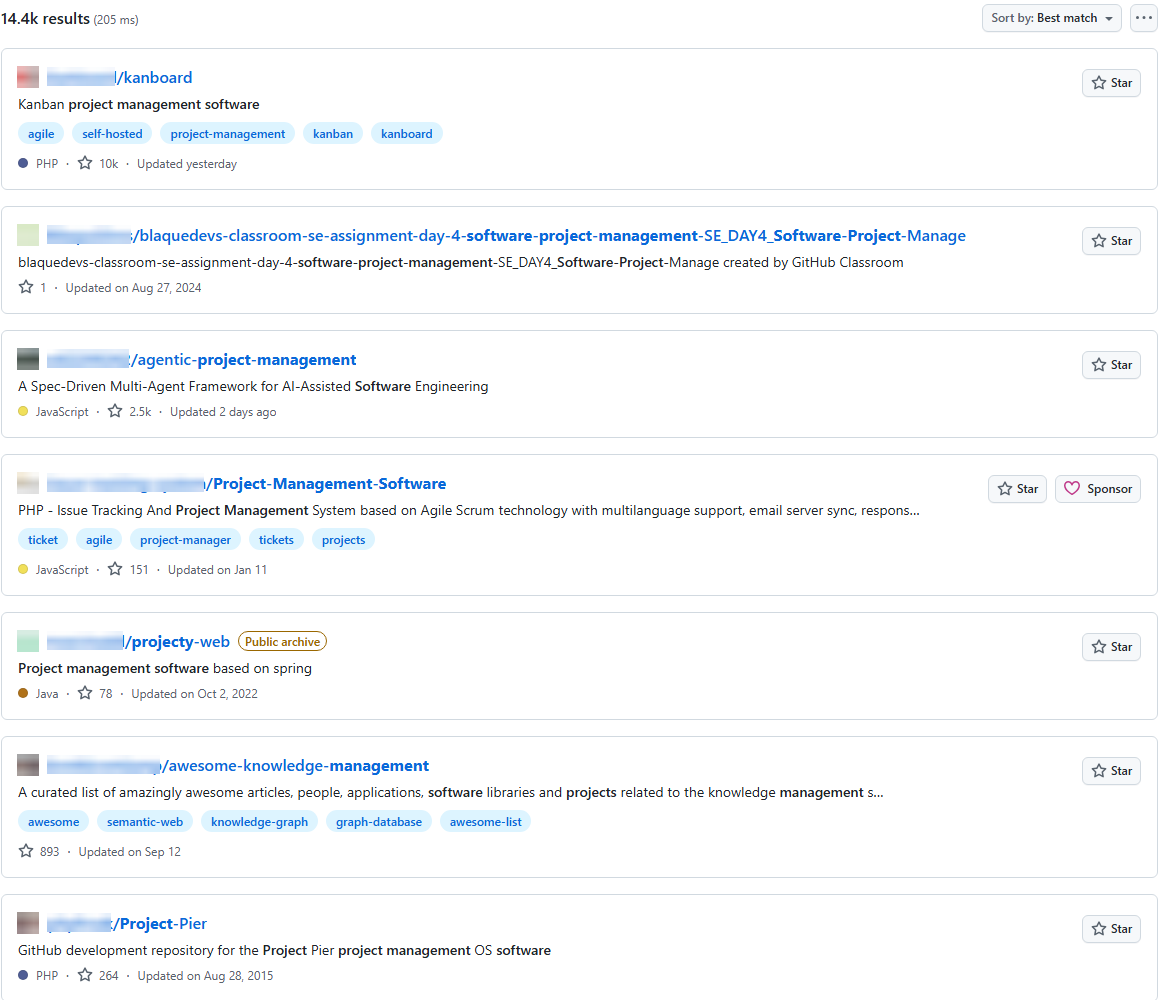 14.4k results (205 ms)
Sort by: Best match
/kanboard
Star
Kanban project management software
agile self-hosted project-management kanban kanboard
PHP · 10k · Updated yesterday
/blaquedevs-classroom-se-assignment-day-4-software-project-management-SE_DAY4_Software-Project-Manage
Star
blaquedevs-classroom-se-assignment-day-4-software-project-management-SE_DAY4_Software-Project-Manage created by GitHub Classroom
1 · Updated on Aug 27, 2024
/agentic-project-management
Star
A Spec-Driven Multi-Agent Framework for AI-Assisted Software Engineering
JavaScript · 2.5k · Updated 2 days ago
/Project-Management-Software
Star Sponsor
PHP - Issue Tracking And Project Management System based on Agile Scrum technology with multilanguage support, email server sync, respons...
ticket agile project-manager tickets projects
JavaScript · 151 · Updated on Jan 11
/projecty-web Public archive
Star
Project management software based on spring
Java · 78 · Updated on Oct 2, 2022
/awesome-knowledge-management
Star
A curated list of amazingly awesome articles, people, applications, software libraries and projects related to the knowledge management s...
awesome semantic-web knowledge-graph graph-database awesome-list
893 · Updated on Sep 12
/Project-Pier
Star
GitHub development repository for the Project Pier project management OS software
PHP · 264 · Updated on Aug 28, 2015